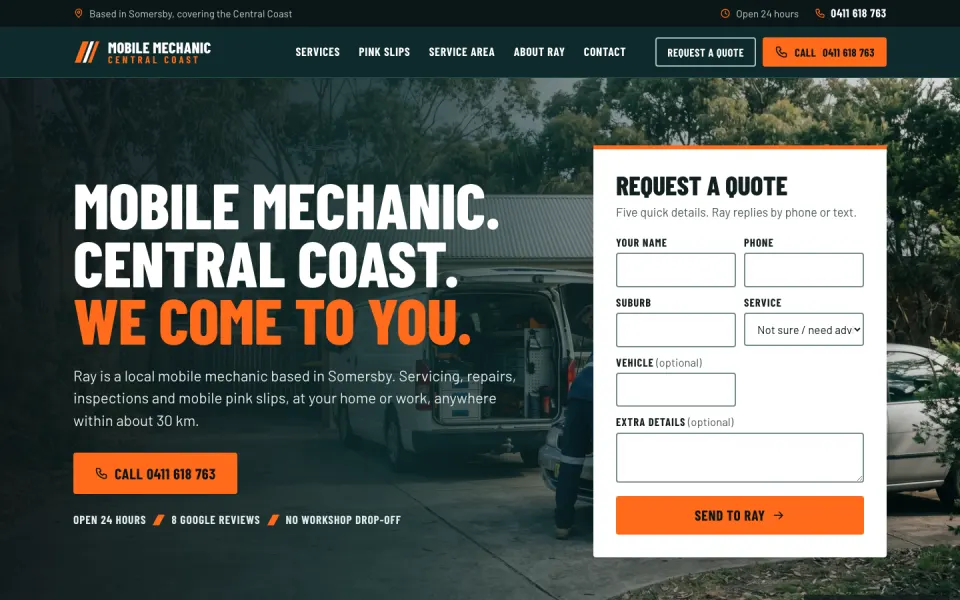 Based in Somersby, covering the Central Coast
Open 24 hours
0411 618 763
MOBILE MECHANIC
CENTRAL COAST
SERVICES
PINK SLIPS
SERVICE AREA
ABOUT RAY
CONTACT
REQUEST A QUOTE
CALL 0411 618 763
MOBILE MECHANIC.
CENTRAL COAST.
WE COME TO YOU.
Ray is a local mobile mechanic based in Somersby. Servicing, repairs,
inspections and mobile pink slips, at your home or work, anywhere
within about 30 km.
CALL 0411 618 763
OPEN 24 HOURS
8 GOOGLE REVIEWS
NO WORKSHOP DROP-OFF
REQUEST A QUOTE
Five quick details. Ray replies by phone or text.
YOUR NAME
PHONE
SUBURB
SERVICE
Not sure / need adv
VEHICLE (optional)
EXTRA DETAILS (optional)
SEND TO RAY